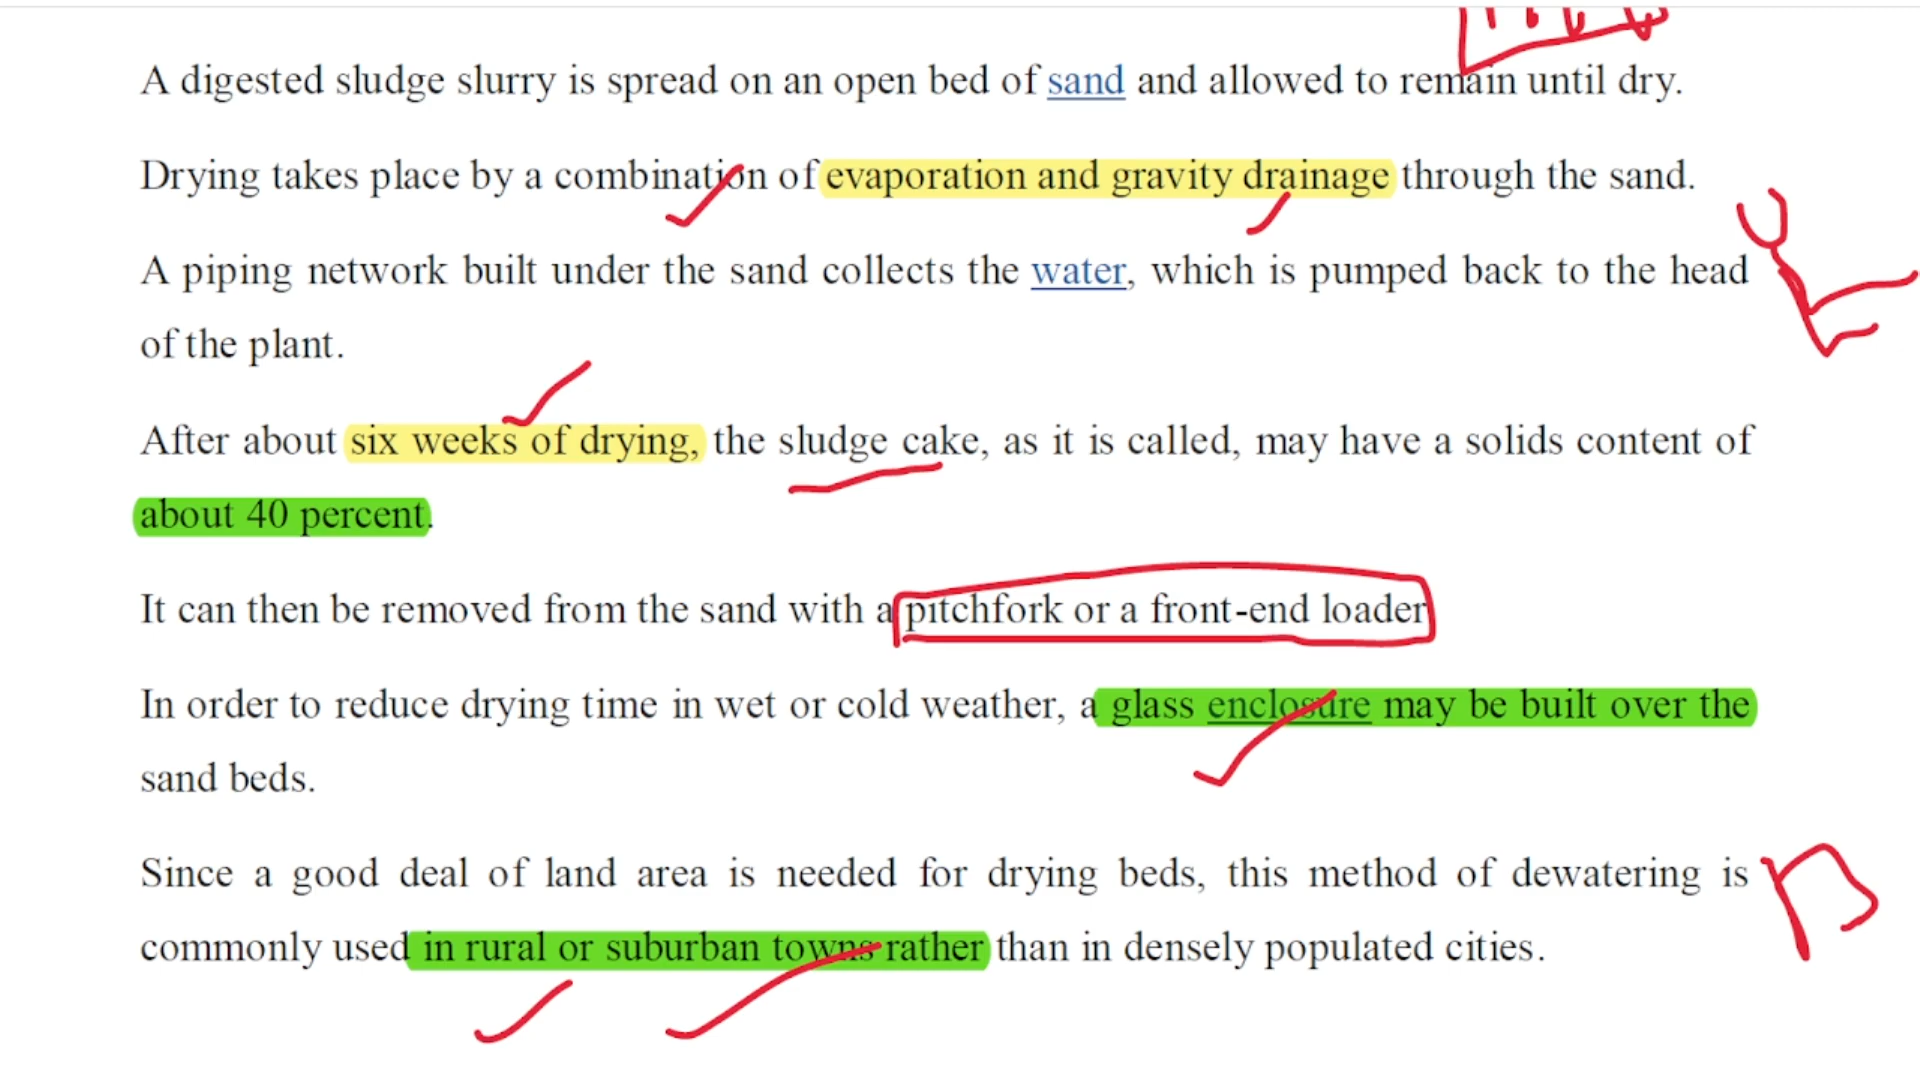 A digested sludge slurry is spread on an open bed of sand and allowed to remain until dry.
Drying takes place by a combination of evaporation and gravity drainage through the sand.
A piping network built under the sand collects the water, which is pumped back to the head
of the plant.
After about six weeks of drying, the sludge cake, as it is called, may have a solids content of
about 40 percent.
It can then be removed from the sand with a pitchfork or a front-end loader
In order to reduce drying time in wet or cold weather, a glass enclosure may be built over the
sand beds.
Since a good deal of land area is needed for drying beds, this method of dewatering is
commonly used in rural or suburban towns rather than in densely populated cities.